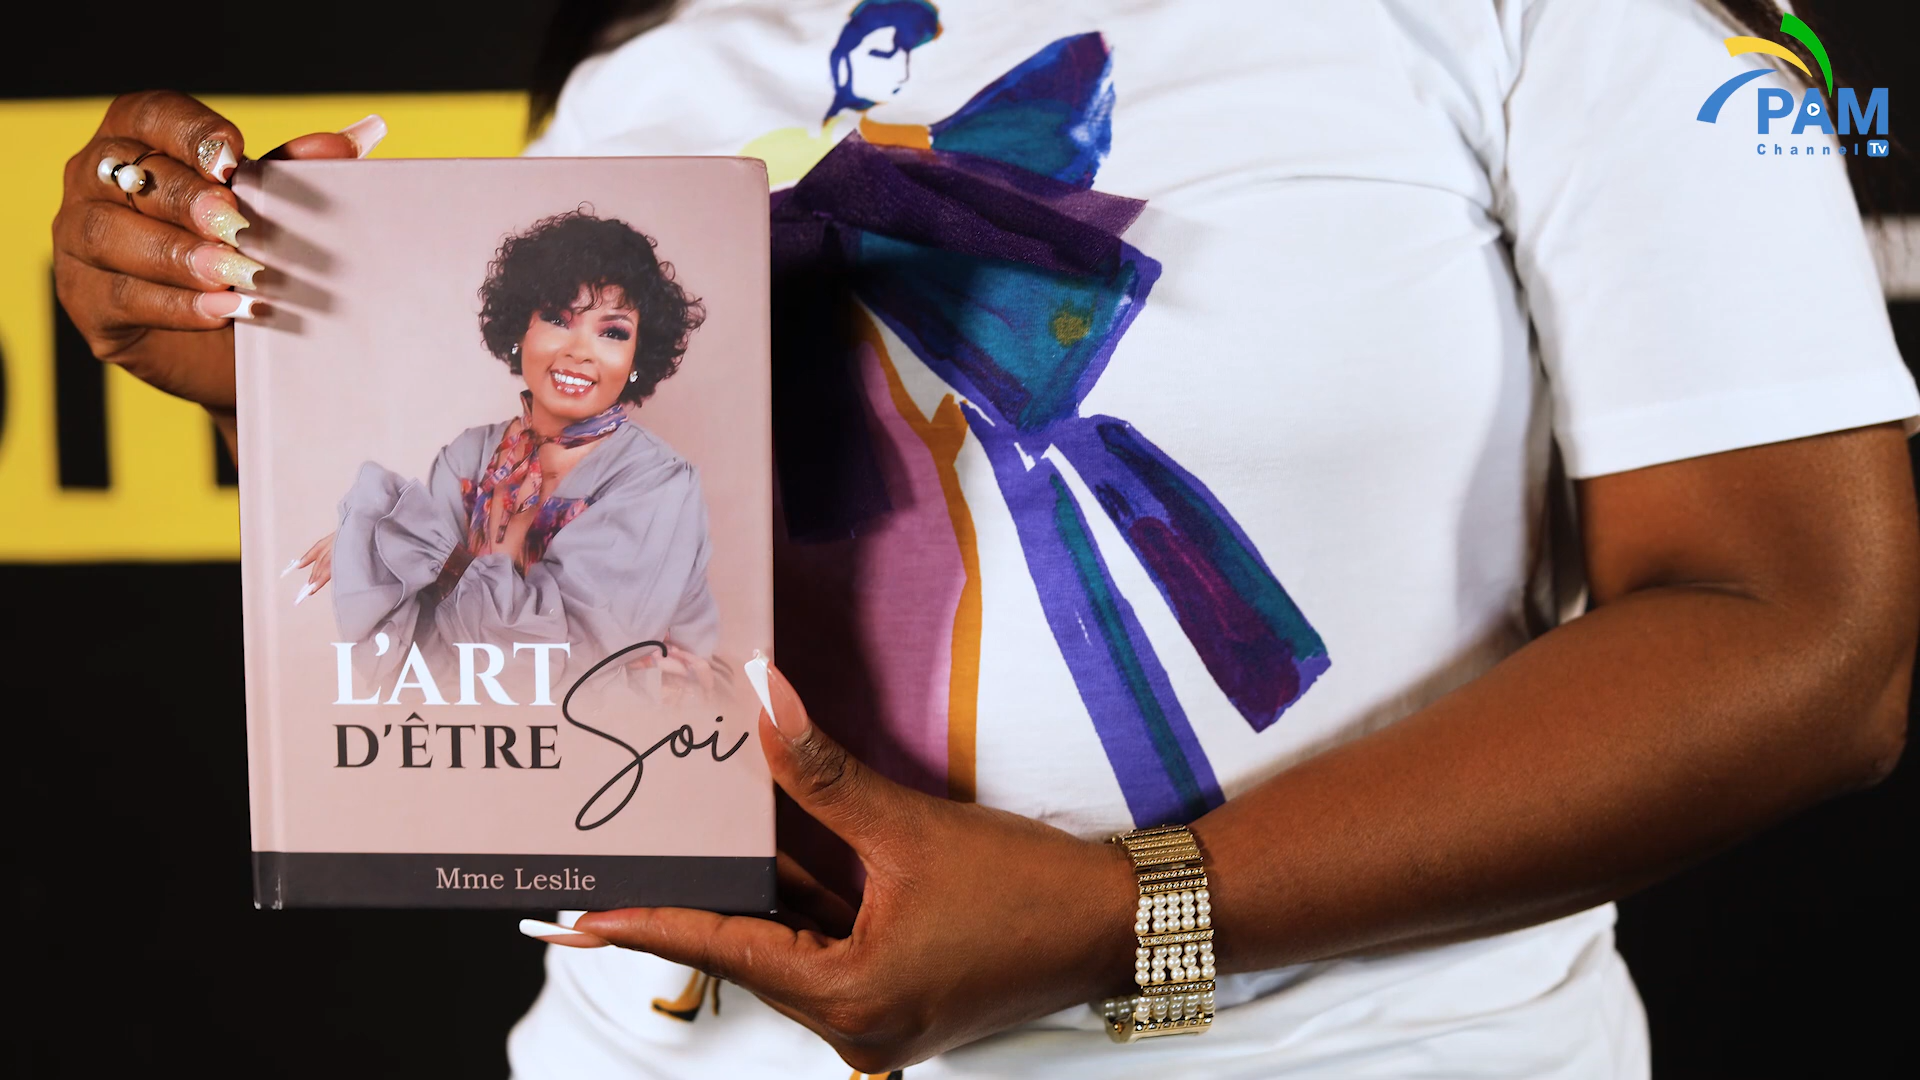 PAM
Channel Tv
L'ART
D'ÊTRE Soi
Mme Leslie